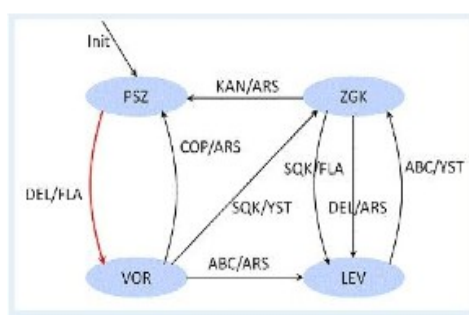 Init
PSZ
KAN/ARS
ZGK
COP/ARS
SQK/FLA
ABC/YST
DEL/FLA
SQK/YST
DEL/ARS
VOR
ABC/ARS
LEV